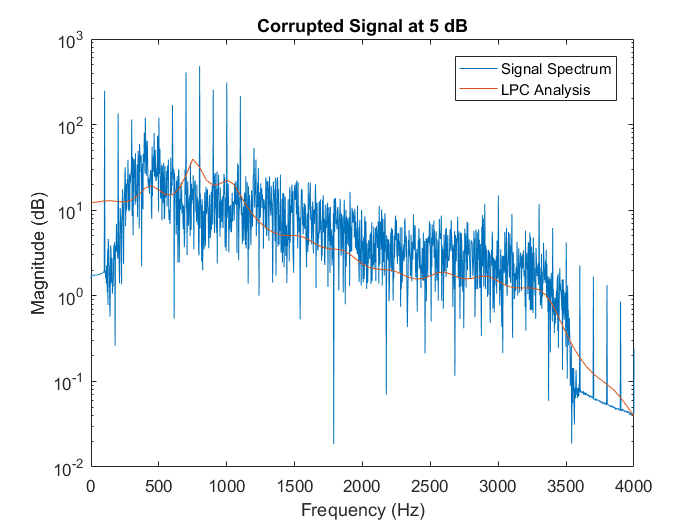 Corrupted Signal at 5 dB
10^3
Signal Spectrum
LPC Analysis
10^2
10^1
10^0
10^-1
10^-2
Magnitude (dB)
0 500 1000 1500 2000 2500 3000 3500 4000
Frequency (Hz)